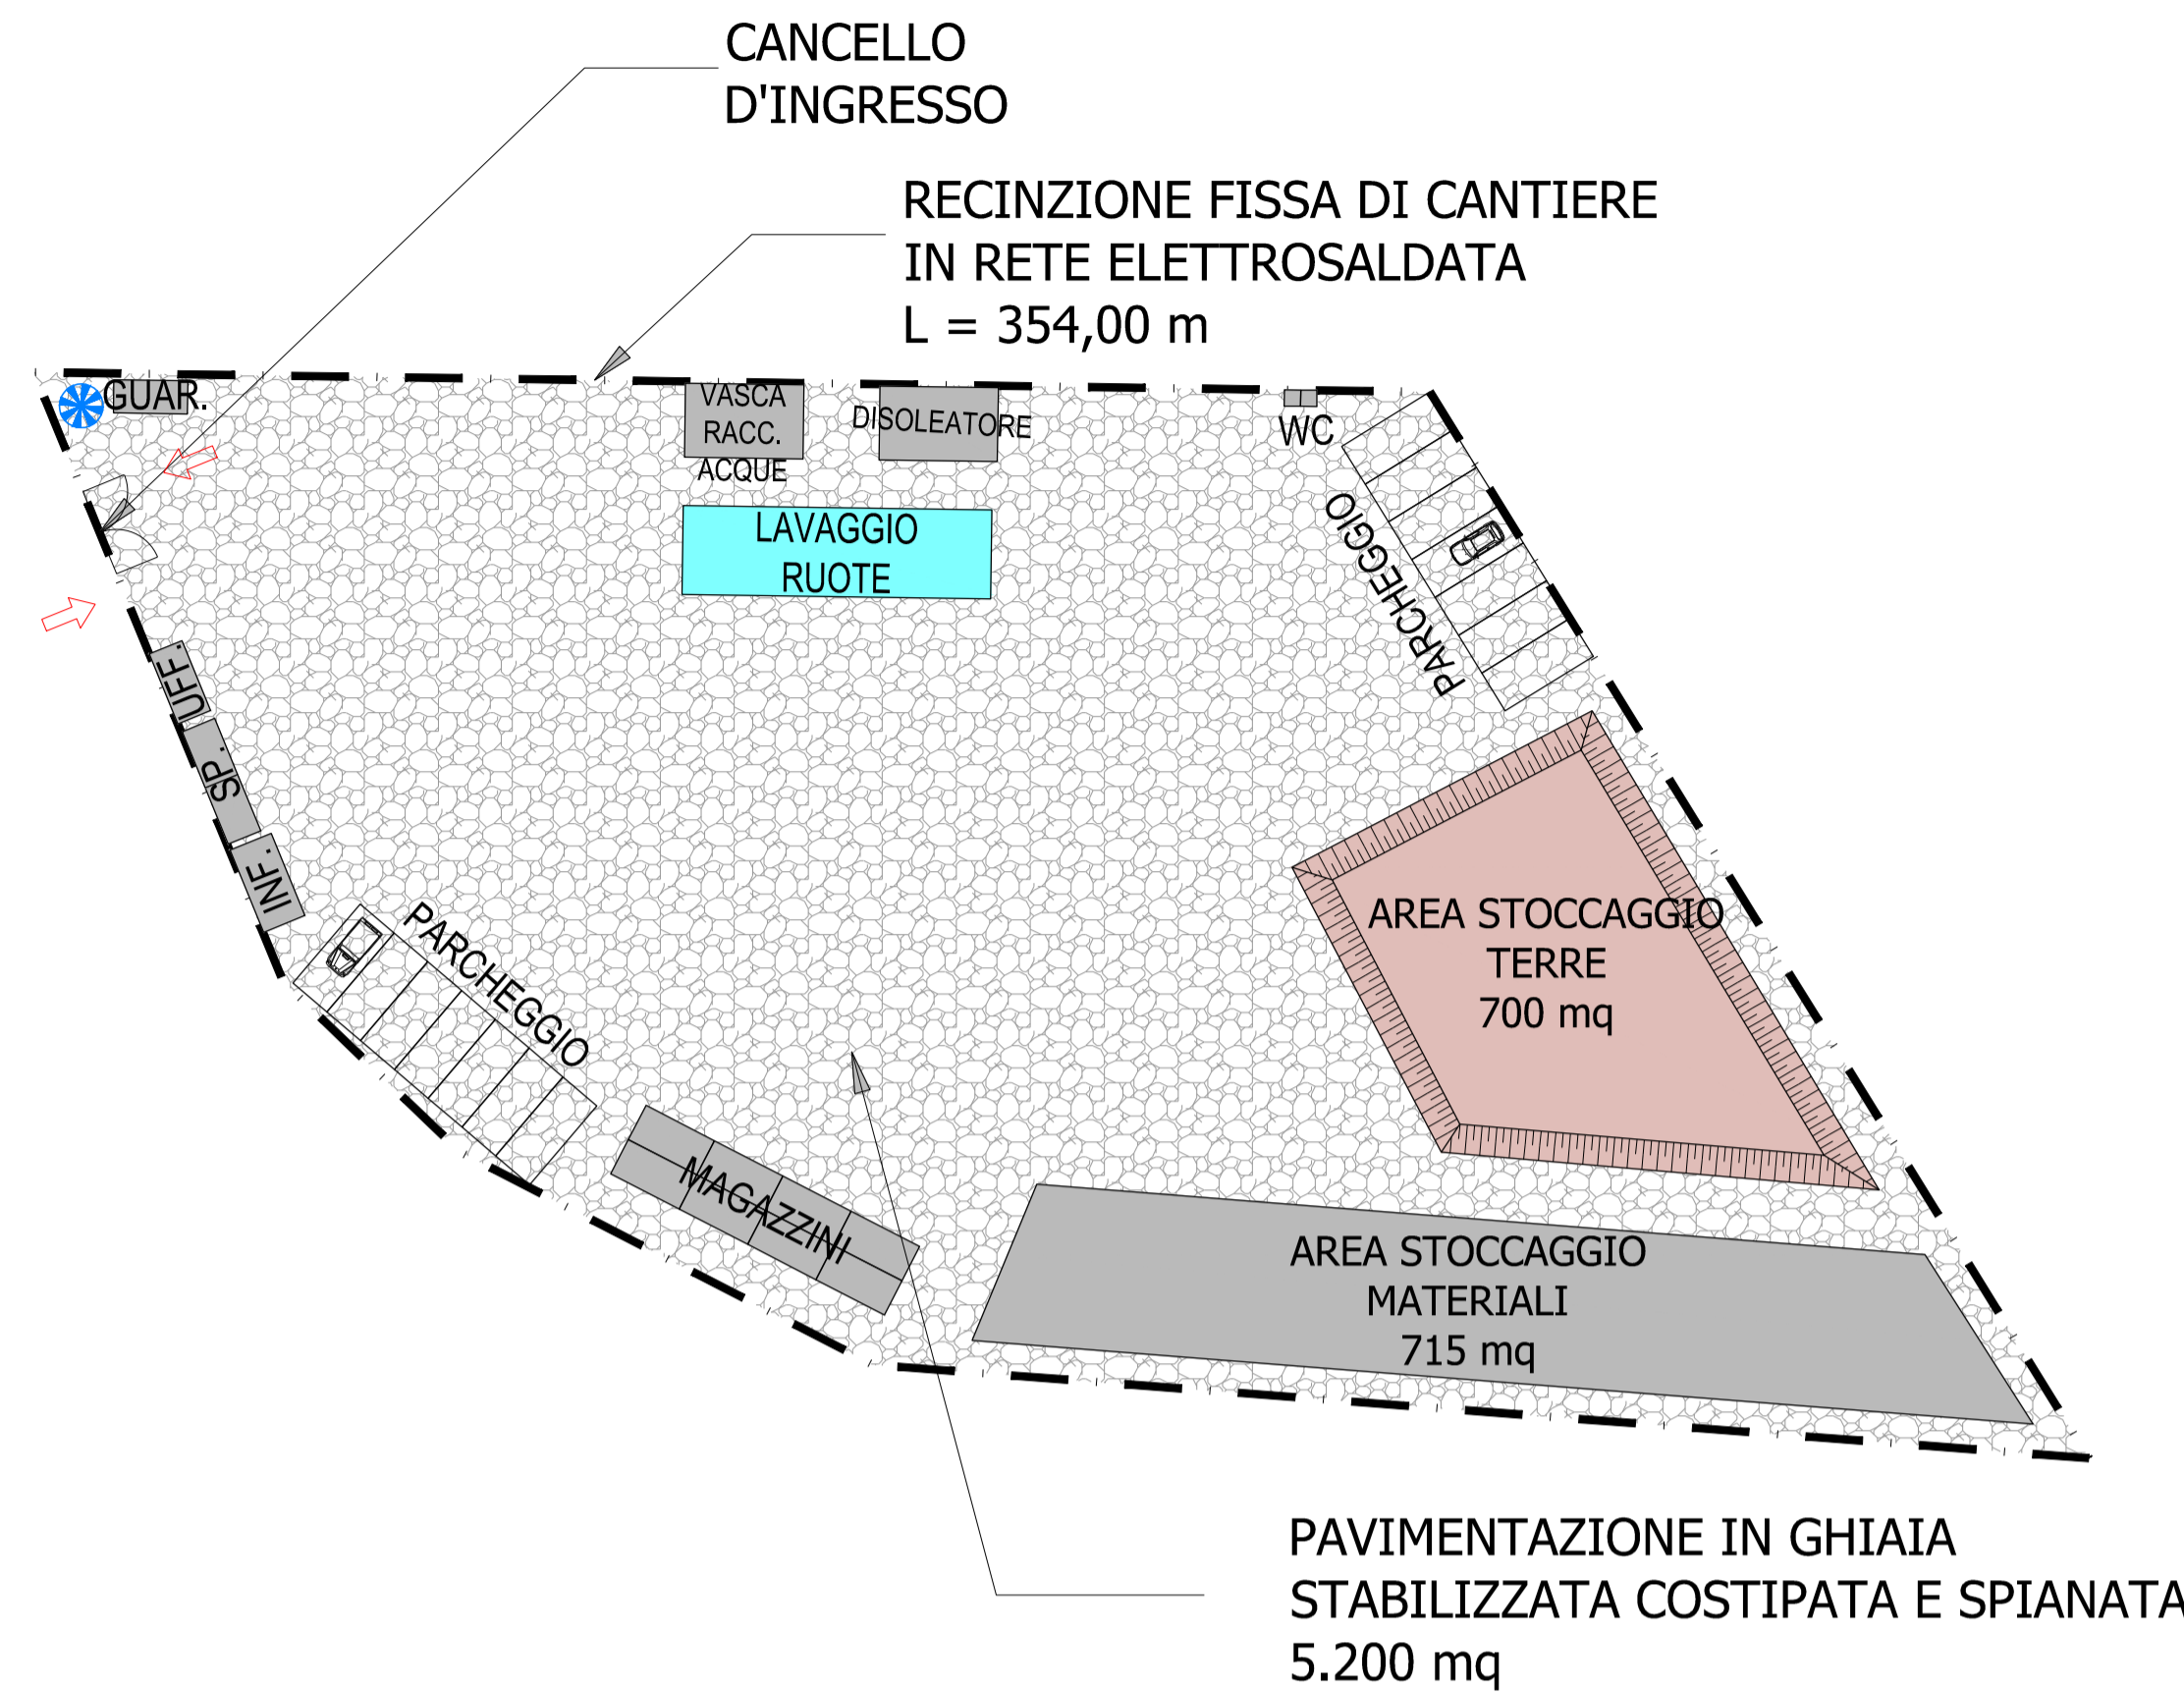 CANCELLO
D'INGRESSO
RECINZIONE FISSA DI CANTIERE
IN RETE ELETTROSALDATA
L = 354,00 m
GUAR.
VASCA
RACC.
ACQUE
DISOLEATORE
WC
LAVAGGIO
RUOTE
PARCHEGGIO
UFF.
SP.
INF.
PARCHEGGIO
MAGAZZINI
AREA STOCCAGGIO
TERRE
700 mq
AREA STOCCAGGIO
MATERIALI
715 mq
PAVIMENTAZIONE IN GHIAIA
STABILIZZATA COSTIPATA E SPIANATA
5.200 mq